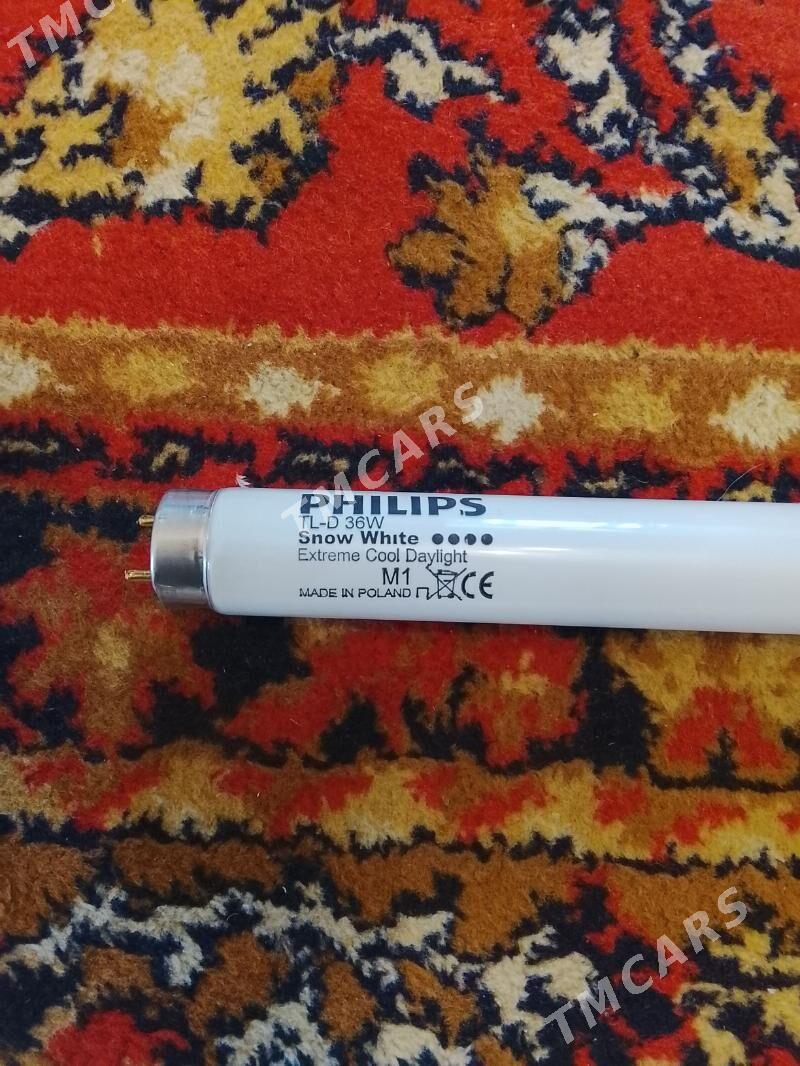 TMCARS
TMCARS
PHILIPS
TL-D 36W
Snow White ●●●●
Extreme Cool Daylight
M1 CE
MADE IN POLAND
TMCARS